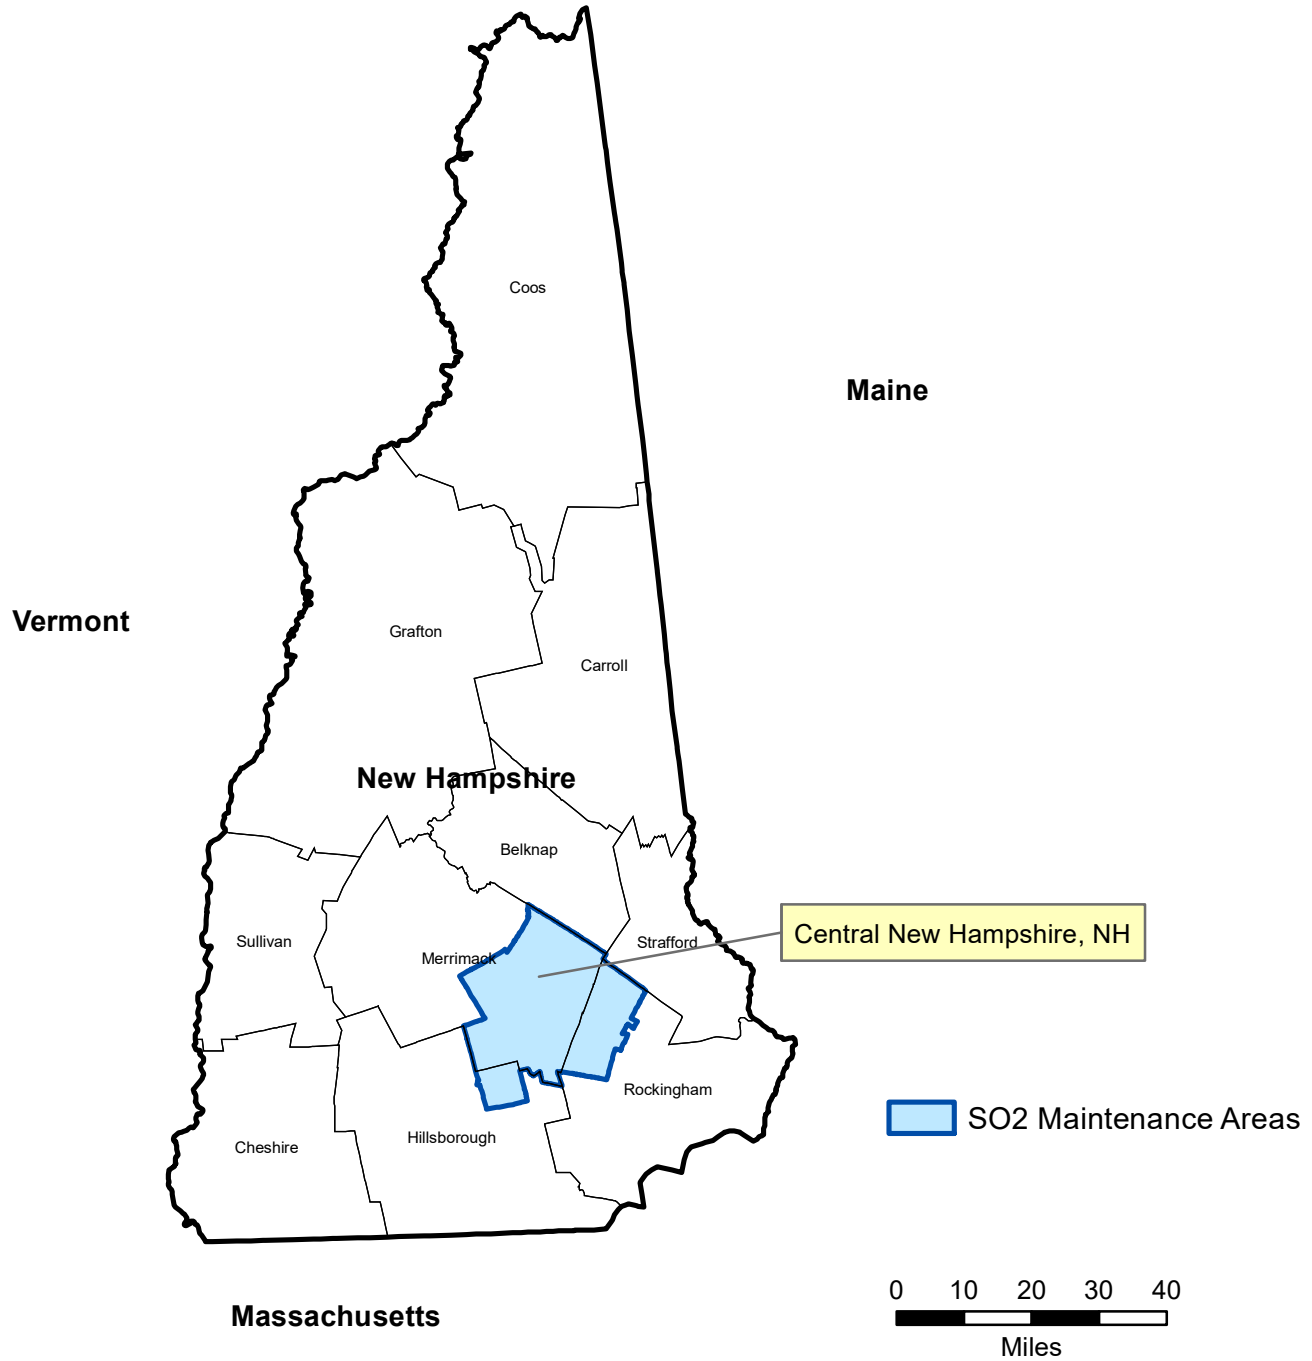 Coos
Maine
Vermont
Grafton
Carroll
New Hampshire
Belknap
Sullivan
Merrimack
Strafford
Central New Hampshire, NH
Rockingham
SO2 Maintenance Areas
Cheshire
Hillsborough
0 10 20 30 40
Miles
Massachusetts